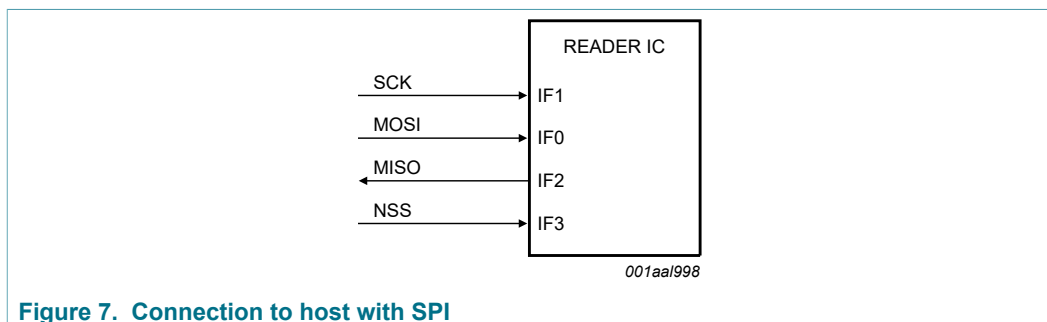 READER IC
SCK
IF1
MOSI
IF0
MISO
IF2
NSS
IF3
001aal998
Figure 7. Connection to host with SPI